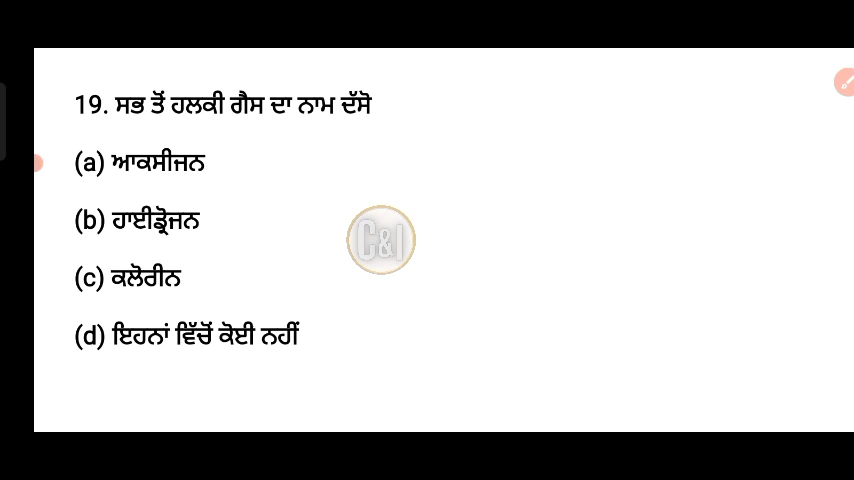 19. ਸਭ ਤੋਂ ਹਲਕੀ ਗੈਸ ਦਾ ਨਾਮ ਦੱਸੋ
(a) ਆਕਸੀਜਨ
(b) ਹਾਈਡ੍ਰੋਜਨ
(c) ਕਲੋਰੀਨ
C&I
(d) ਇਹਨਾਂ ਵਿੱਚੋਂ ਕੋਈ ਨਹੀਂ